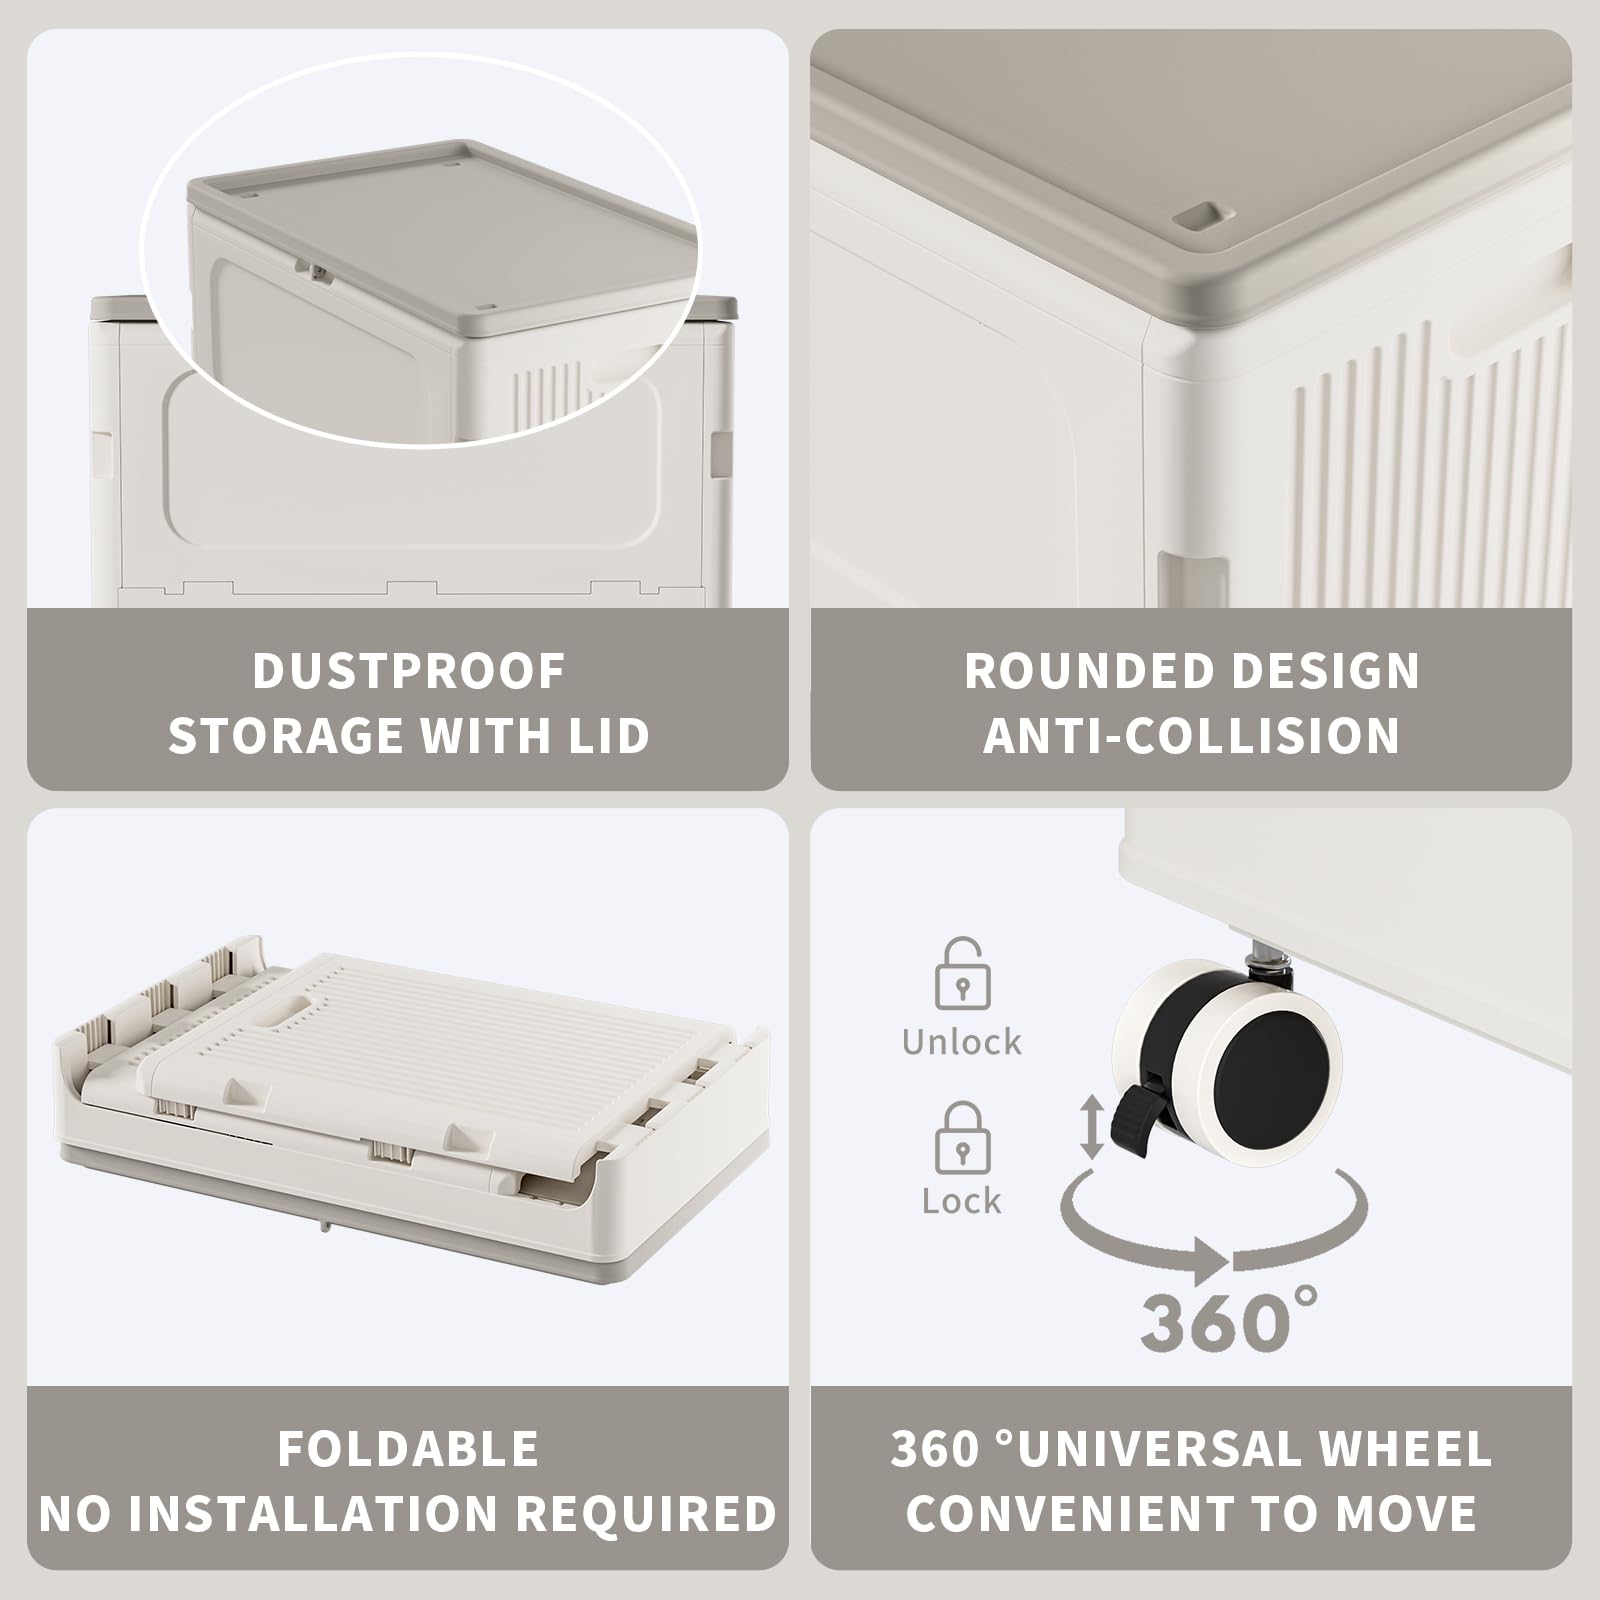 DUSTPROOF
STORAGE WITH LID
ROUNDED DESIGN
ANTI-COLLISION
FOLDABLE
NO INSTALLATION REQUIRED
Unlock
Lock
360°
360 °UNIVERSAL WHEEL
CONVENIENT TO MOVE